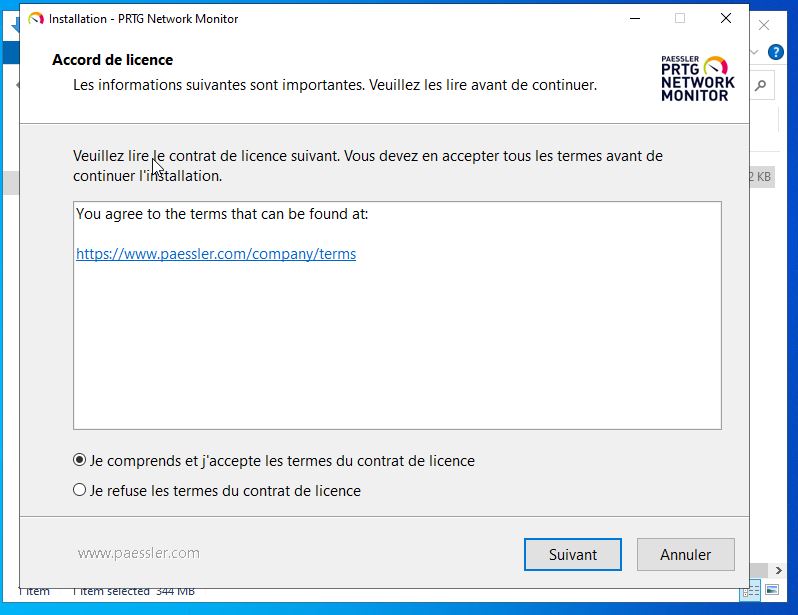 Installation - PRTG Network Monitor
Accord de licence
Les informations suivantes sont importantes. Veuillez les lire avant de continuer.
PAESSLER
PRTG
NETWORK
MONITOR
?
Veuillez lire le contrat de licence suivant. Vous devez en accepter tous les termes avant de
continuer l'installation.
2 KB
You agree to the terms that can be found at:
https://www.paessler.com/company/terms
Je comprends et j'accepte les termes du contrat de licence
Je refuse les termes du contrat de licence
www.paessler.com
Suivant
Annuler
1 item 1 item selected 344 MB